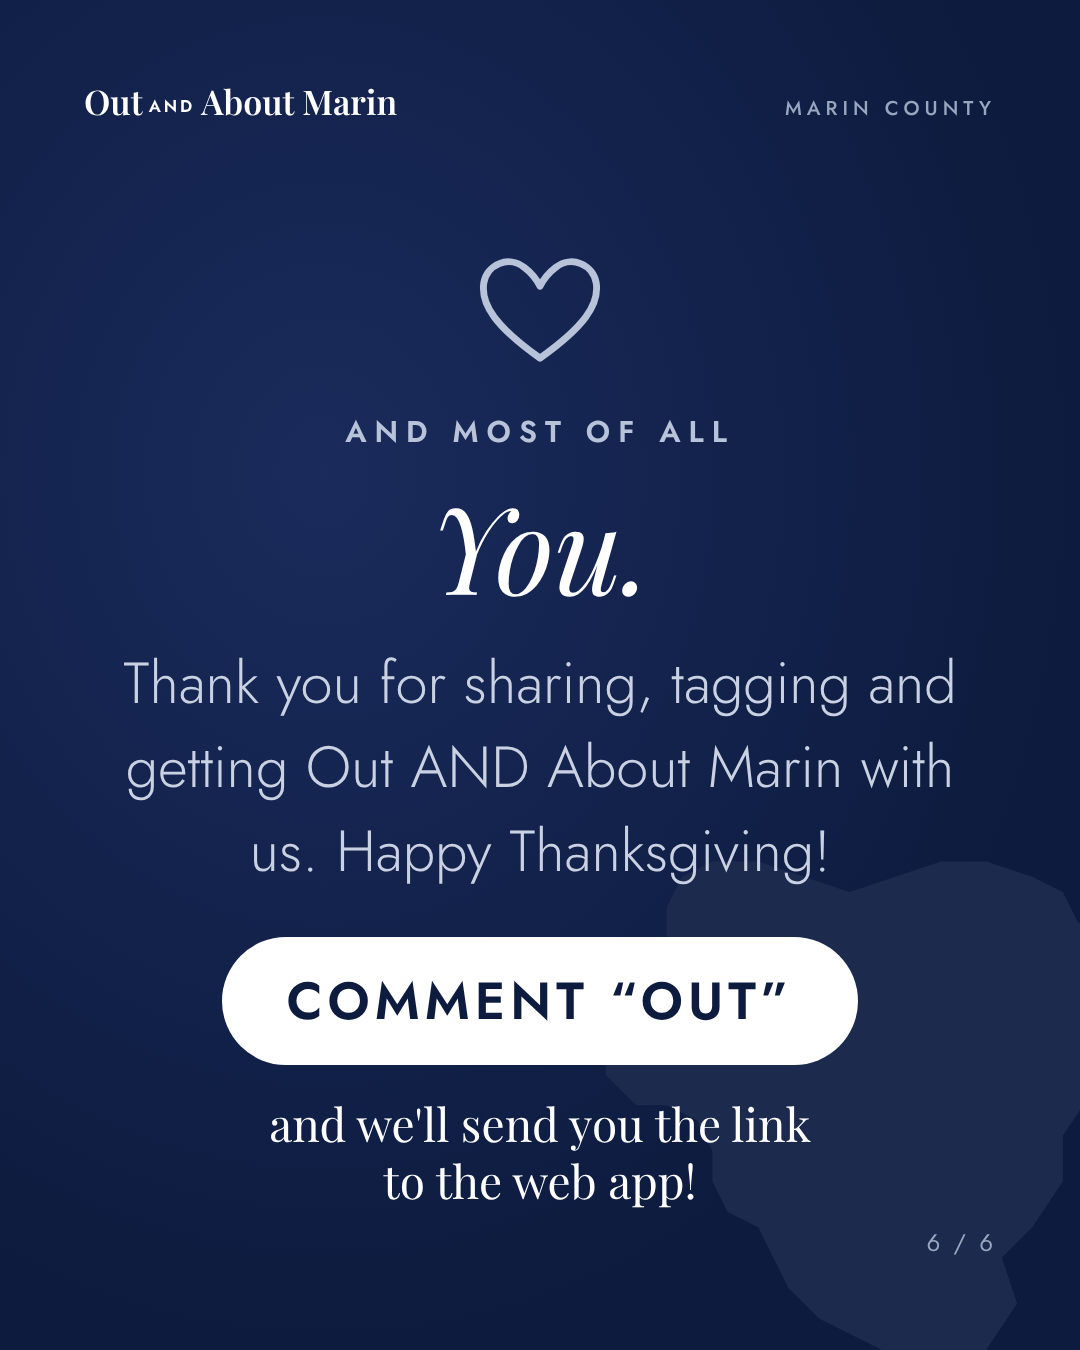 Out AND About Marin
MARIN COUNTY
AND MOST OF ALL
You.
Thank you for sharing, tagging and
getting Out AND About Marin with
us. Happy Thanksgiving!
COMMENT “OUT”
and we'll send you the link
to the web app!
6 / 6